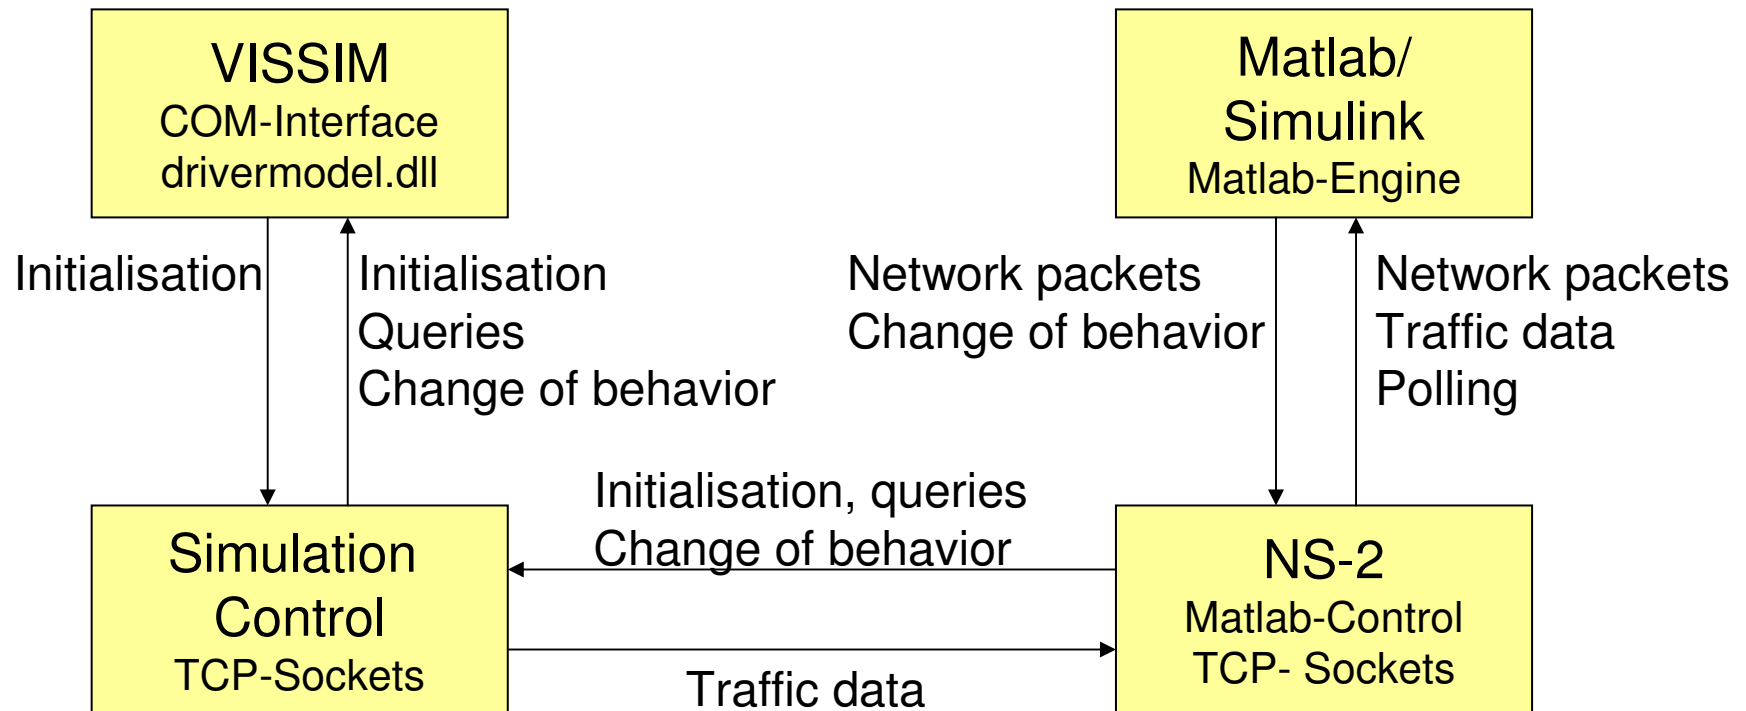 VISSIM
COM-Interface
drivermodel.dll
Matlab/
Simulink
Matlab-Engine
Initialisation
Initialisation
Queries
Change of behavior
Network packets
Change of behavior
Network packets
Traffic data
Polling
Initialisation, queries
Change of behavior
Simulation
Control
TCP-Sockets
Traffic data
NS-2
Matlab-Control
TCP- Sockets